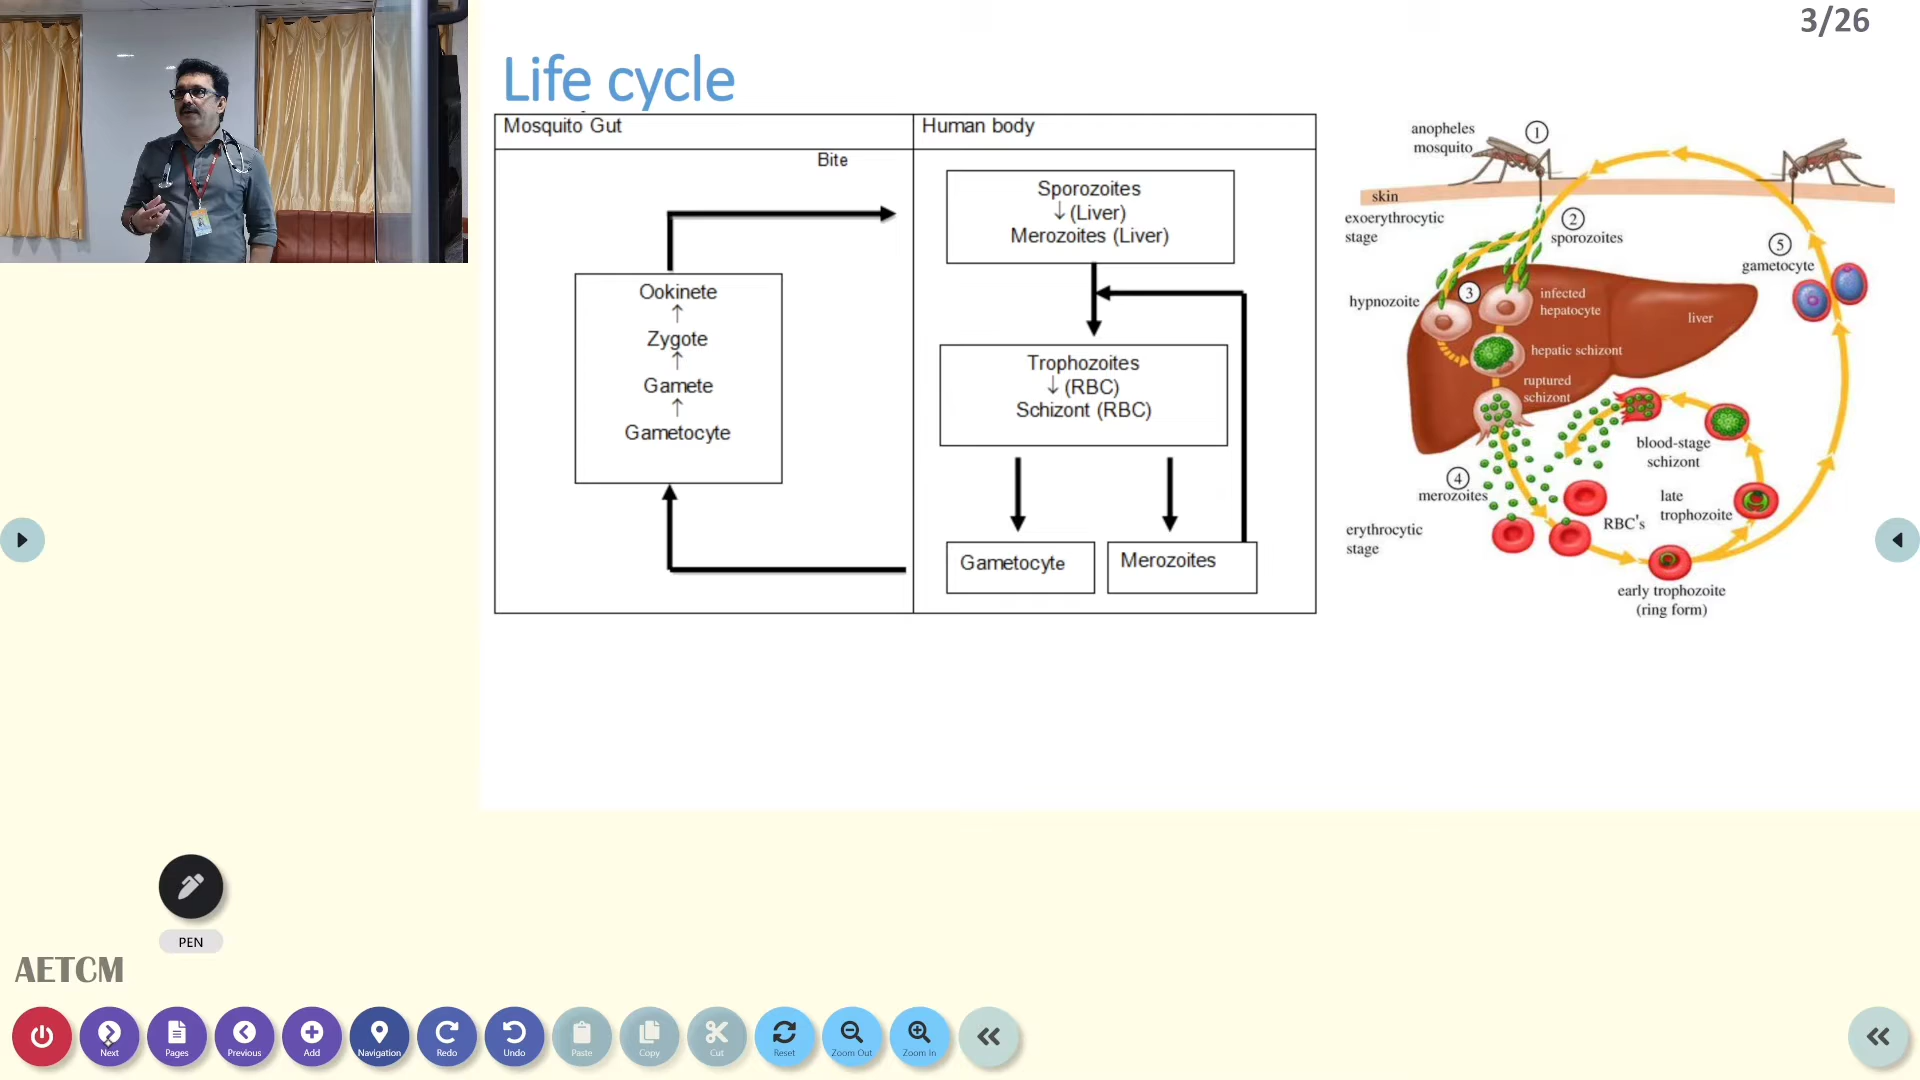 3/26
Life cycle
Mosquito Gut
Human body
Bite
Ookinete
↑
Zygote
↑
Gamete
↑
Gametocyte
Sporozoites
↓ (Liver)
Merozoites (Liver)
Trophozoites
↓ (RBC)
Schizont (RBC)
Gametocyte
Merozoites
anopheles
mosquito
1
skin
exoerythrocytic
stage
2
sporozoites
5
gametocyte
hypnozoite
3
infected
hepatocyte
liver
hepatic schizont
ruptured
schizont
blood-stage
schizont
4
merozoites
late
trophozoite
RBC's
erythrocytic
stage
early trophozoite
(ring form)
PEN
AETCM
Next
Pages
Previous
Add
Navigation
Redo
Undo
Paste
Copy
Cut
Reset
Zoom Out
Zoom In